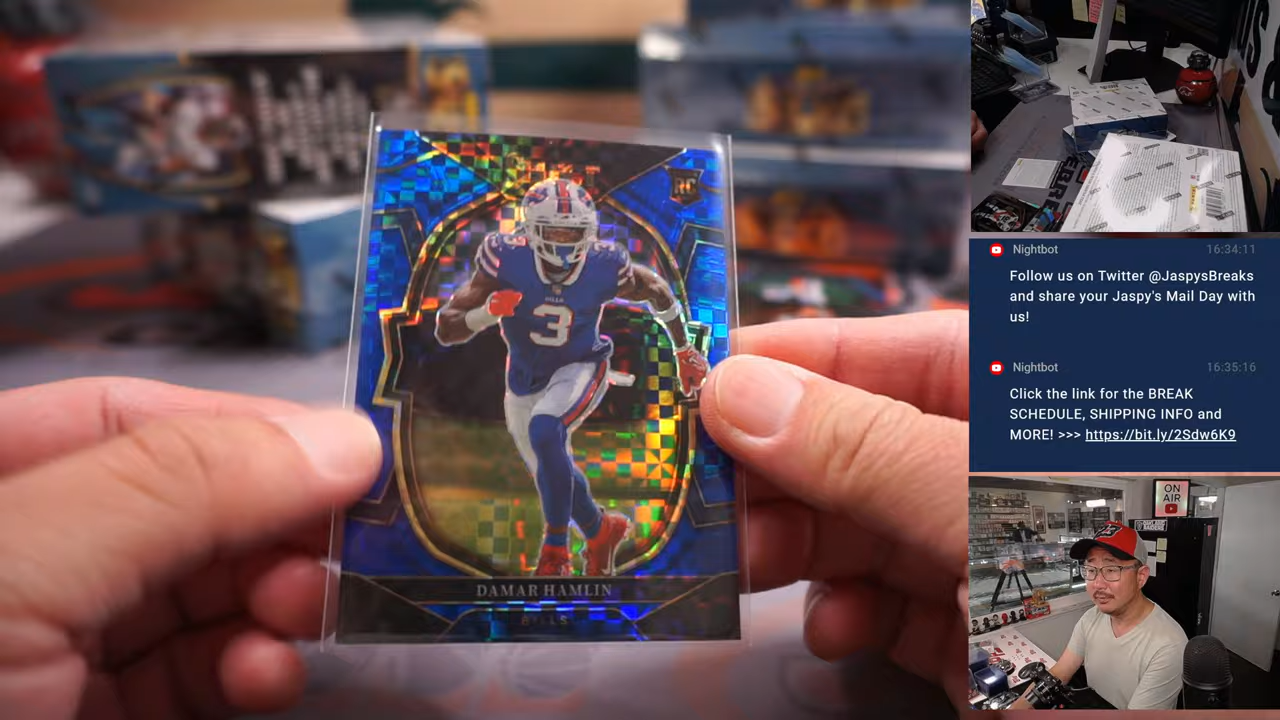 RC
BILLS
3
3
DAMAR HAMLIN
BILLS
Nightbot
16:34:11
Follow us on Twitter @JaspysBreaks
and share your Jaspy's Mail Day with
us!
Nightbot
16:35:16
Click the link for the BREAK
SCHEDULE, SHIPPING INFO and
MORE! >>> https://bit.ly/2Sdw6K9
ON
AIR